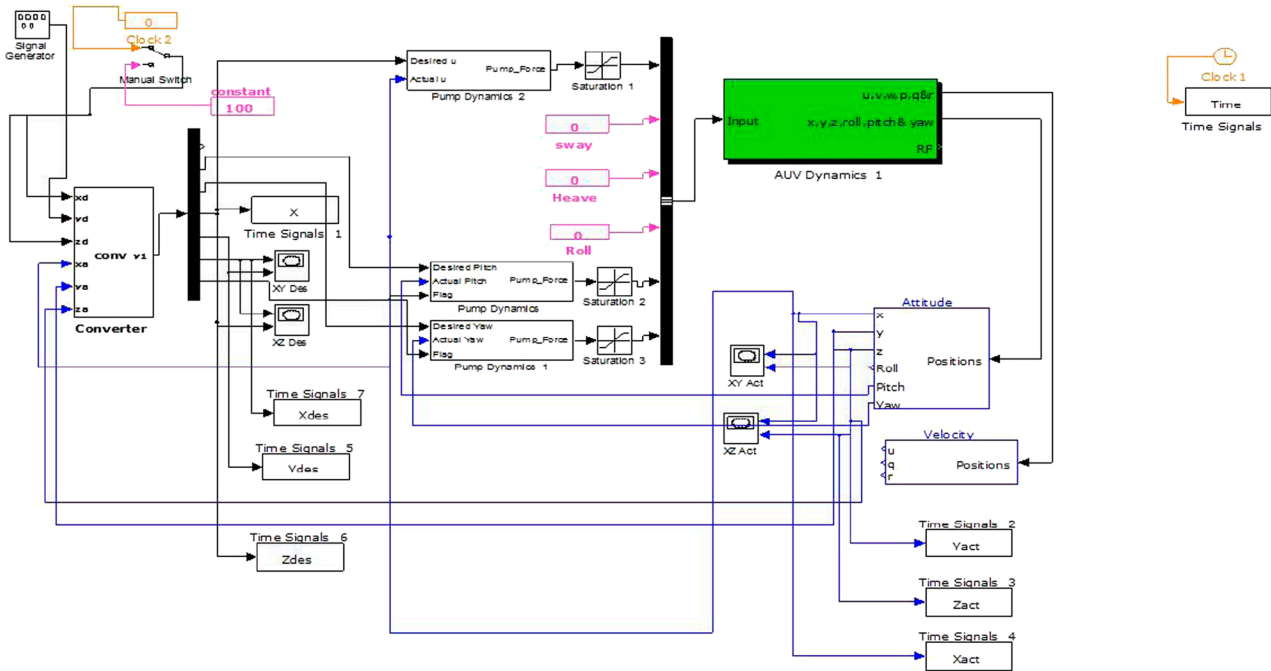 0
Clock 2
Signal
Generator
Manual Switch
constant
100
xd
yd
zd
xa
ya
za
conv y1
Converter
X
Time Signals 1
XY Des
XZ Des
Time Signals 7
Xdes
Time Signals 5
Ydes
Time Signals 6
Zdes
Desired u
Actual u
Pump_Force
Pump Dynamics 2
Saturation 1
0
sway
0
Heave
0
Roll
Desired Pitch
Actual Pitch
Flag
Pump_Force
Pump Dynamics
Saturation 2
Desired Yaw
Actual Yaw
Flag
Pump_Force
Pump Dynamics 1
Saturation 3
Input
u,v,w,p,q&r
x,y,z,roll,pitch& yaw
RF
AUV Dynamics 1
Clock 1
Time
Time Signals
XY Act
XZ Act
Attitude
x
y
z
Roll
Pitch
Yaw
Positions
Velocity
u
q
r
Positions
Time Signals 2
Yact
Time Signals 3
Zact
Time Signals 4
Xact